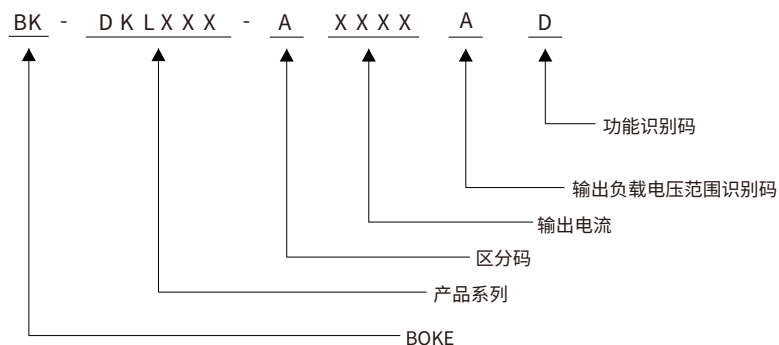 BK - DKLXXX - A XXXX A D
功能识别码
输出负载电压范围识别码
输出电流
区分码
产品系列
BOKE